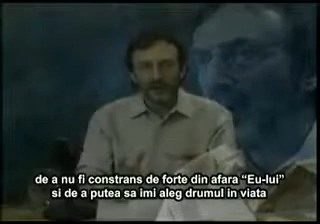 de a nu fi constrans de forte din afara "Eu-lui"
si de a putea sa imi aleg drumul in viata